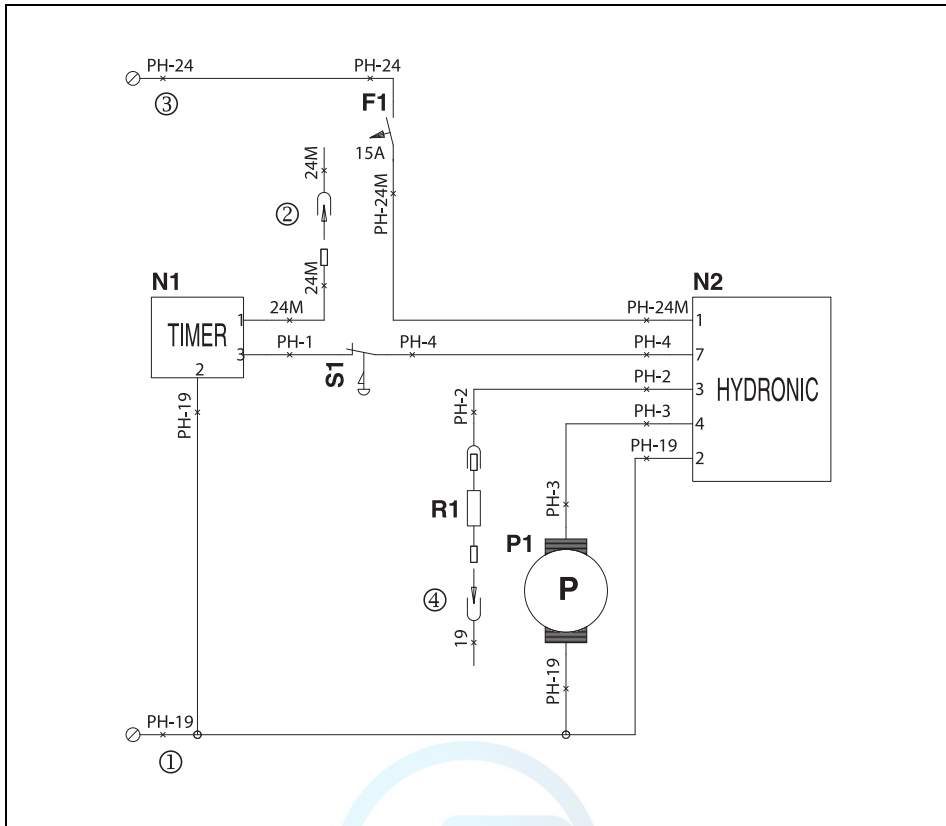 PH-24
PH-24
③
F1
15A
24M
PH-24M
②
24M
N1
N2
24M
PH-24M
1
1
TIMER
PH-1
PH-4
PH-4
3
7
HYDRONIC
2
S1
PH-2
3
PH-19
PH-2
PH-3
4
PH-19
2
R1
PH-3
P1
P
④
19
PH-19
PH-19
①